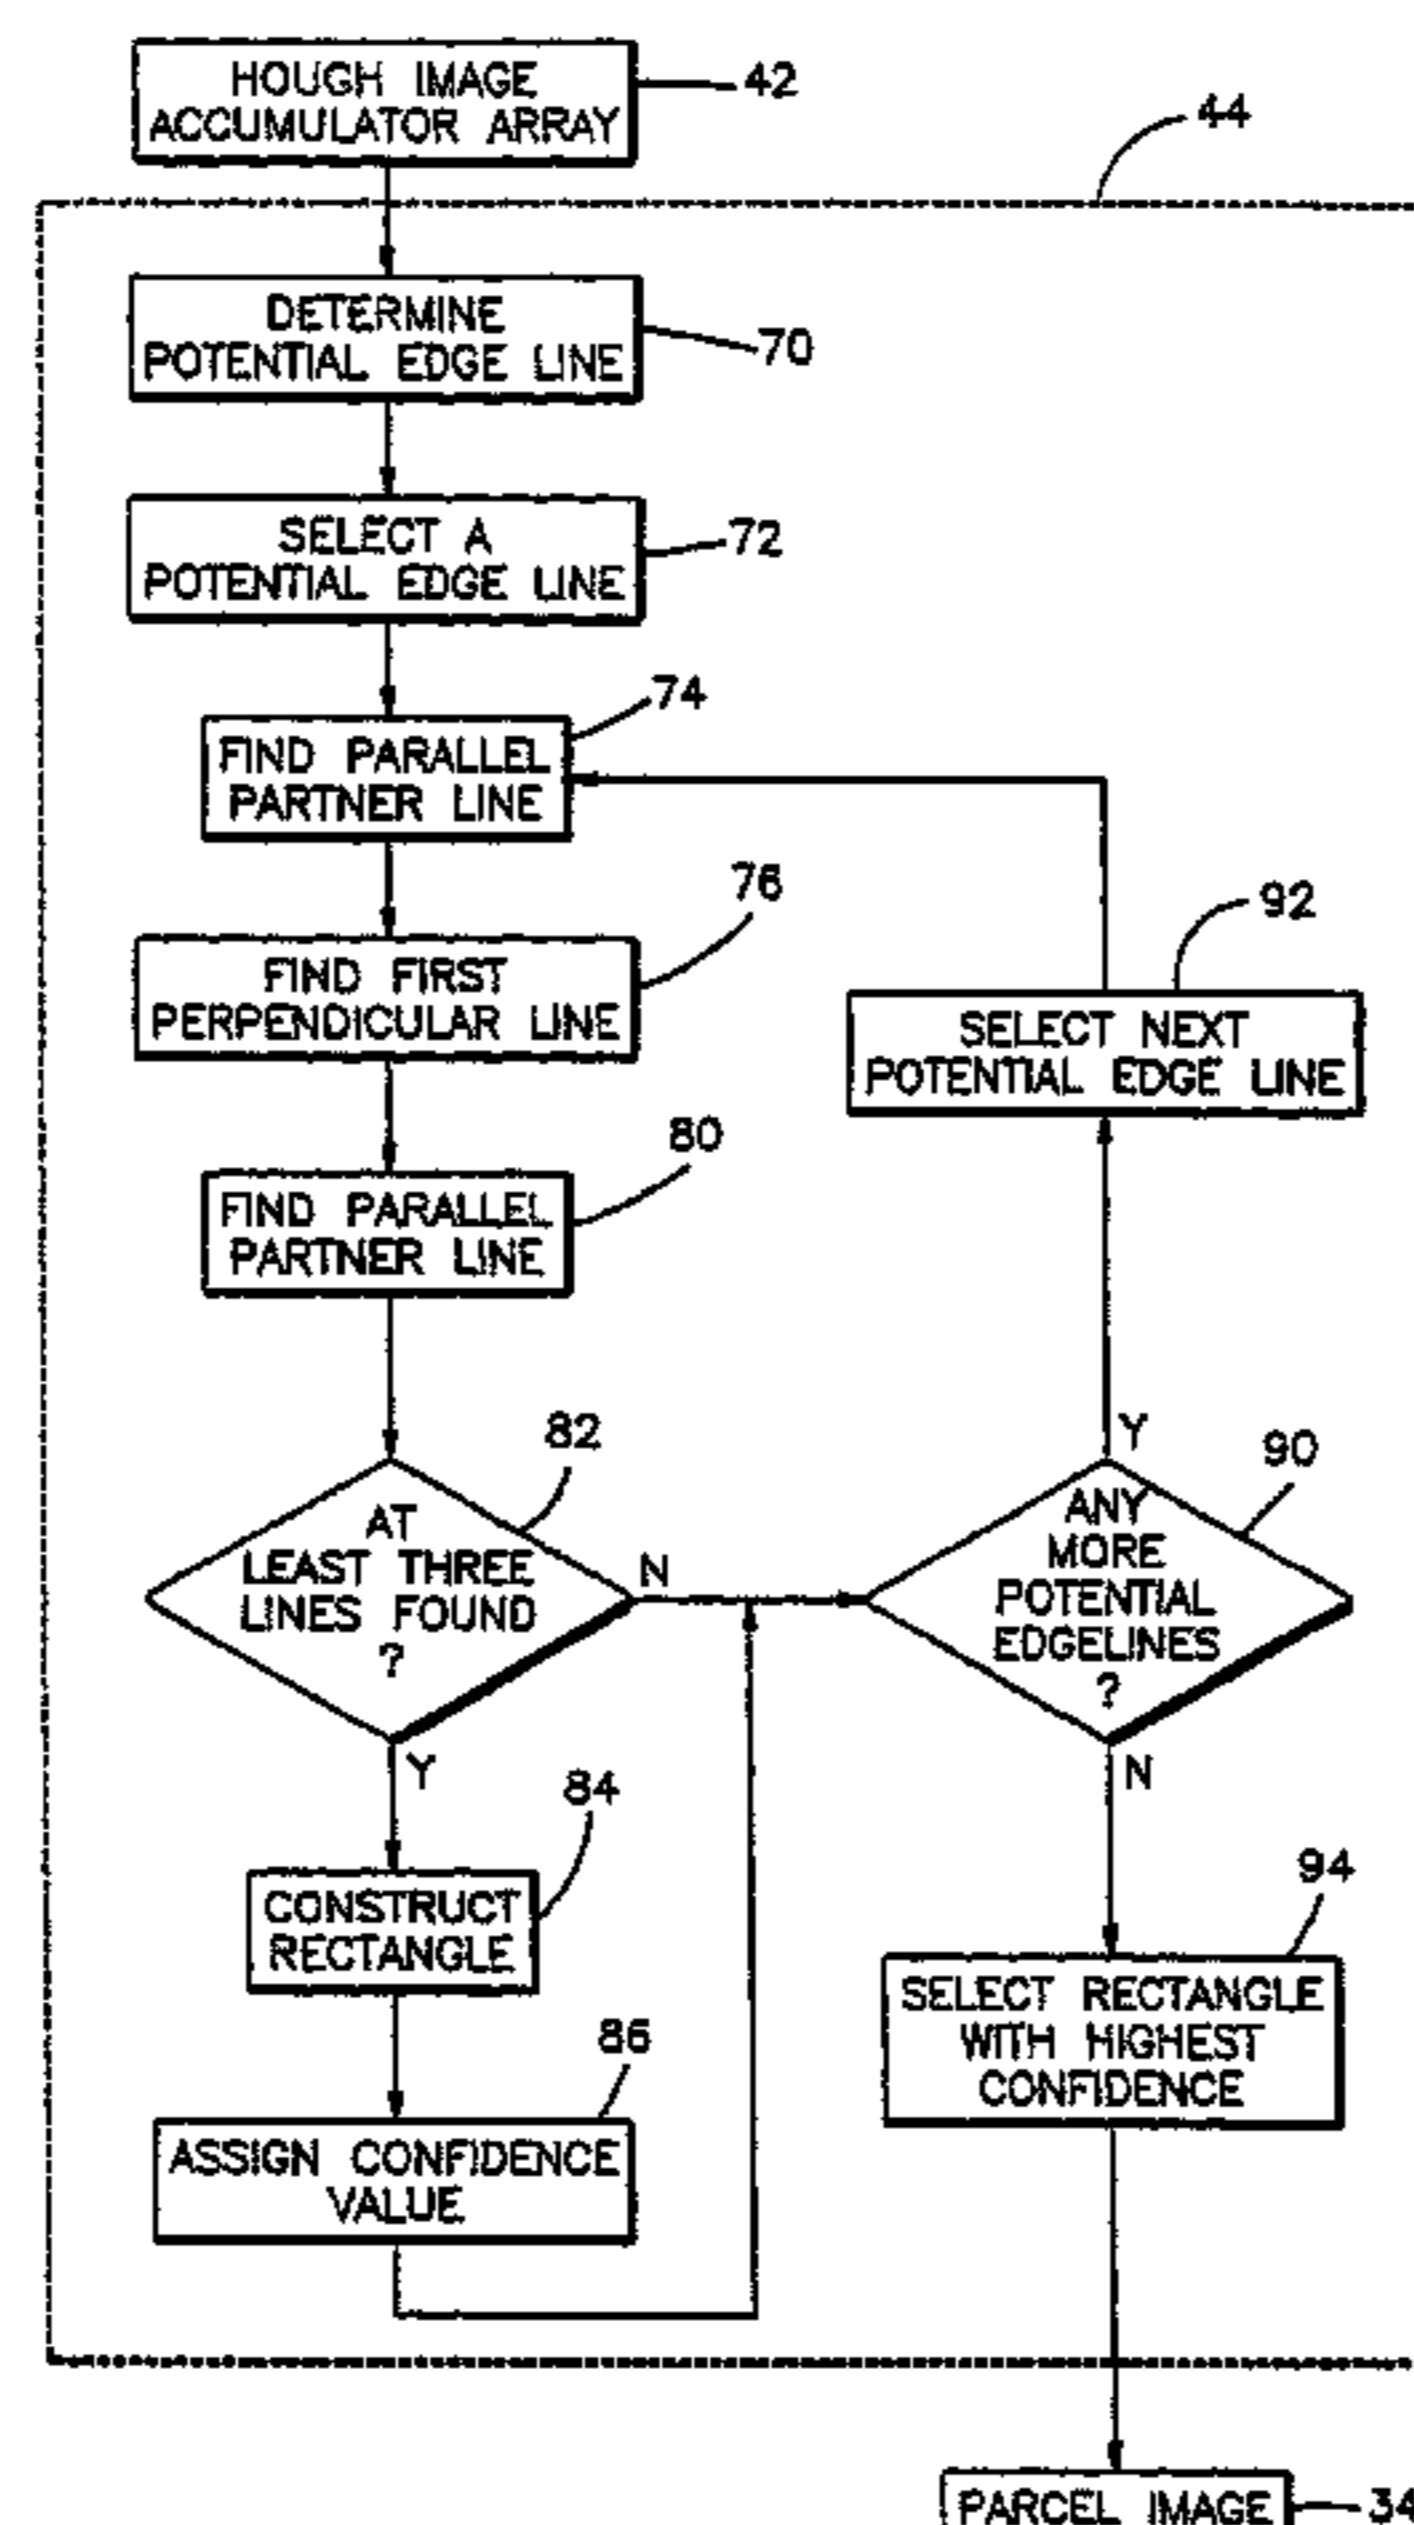 HOUGH IMAGE
ACCUMULATOR ARRAY
42
44
DETERMINE
POTENTIAL EDGE LINE
70
SELECT A
POTENTIAL EDGE LINE
72
74
FIND PARALLEL
PARTNER LINE
76
FIND FIRST
PERPENDICULAR LINE
92
SELECT NEXT
POTENTIAL EDGE LINE
80
FIND PARALLEL
PARTNER LINE
82
AT
LEAST THREE
LINES FOUND
?
N
Y
Y
90
ANY
MORE
POTENTIAL
EDGELINES
?
N
84
CONSTRUCT
RECTANGLE
86
ASSIGN CONFIDENCE
VALUE
94
SELECT RECTANGLE
WITH HIGHEST
CONFIDENCE
PARCEL IMAGE
34